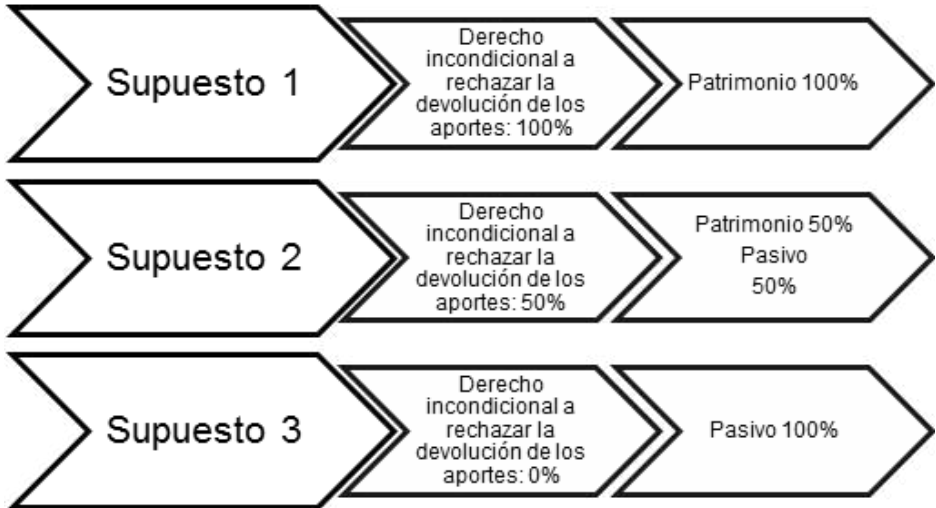 Supuesto 1
Derecho
incondicional a
rechazar la
devolución de los
aportes: 100%
Patrimonio 100%
Supuesto 2
Derecho
incondicional a
rechazar la
devolución de los
aportes: 50%
Patrimonio 50%
Pasivo
50%
Supuesto 3
Derecho
incondicional a
rechazar la
devolución de los
aportes: 0%
Pasivo 100%